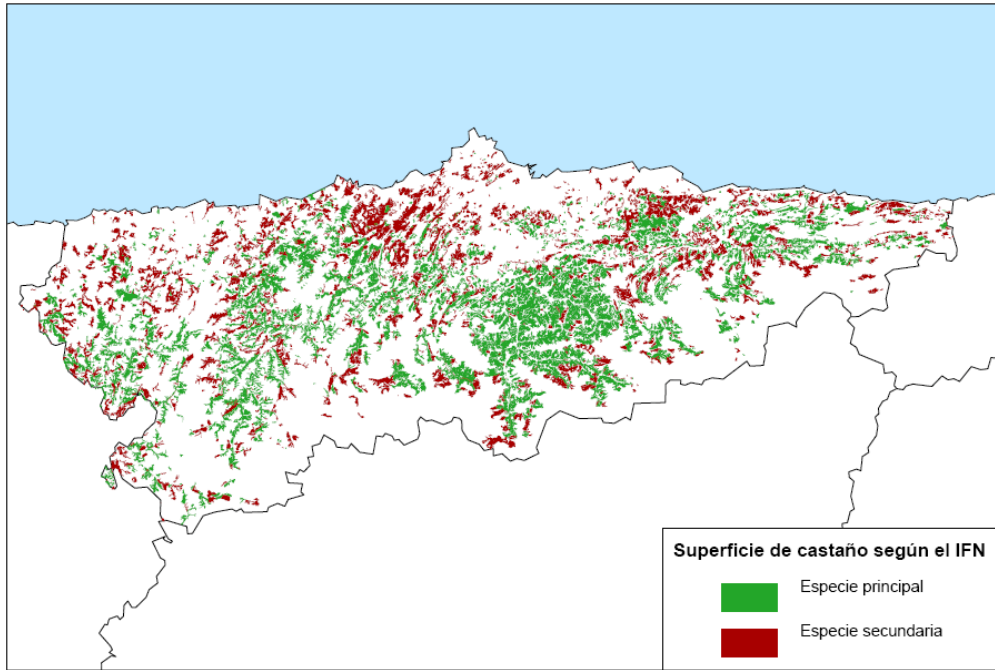 Superficie de castaño según el IFN
Especie principal
Especie secundaria